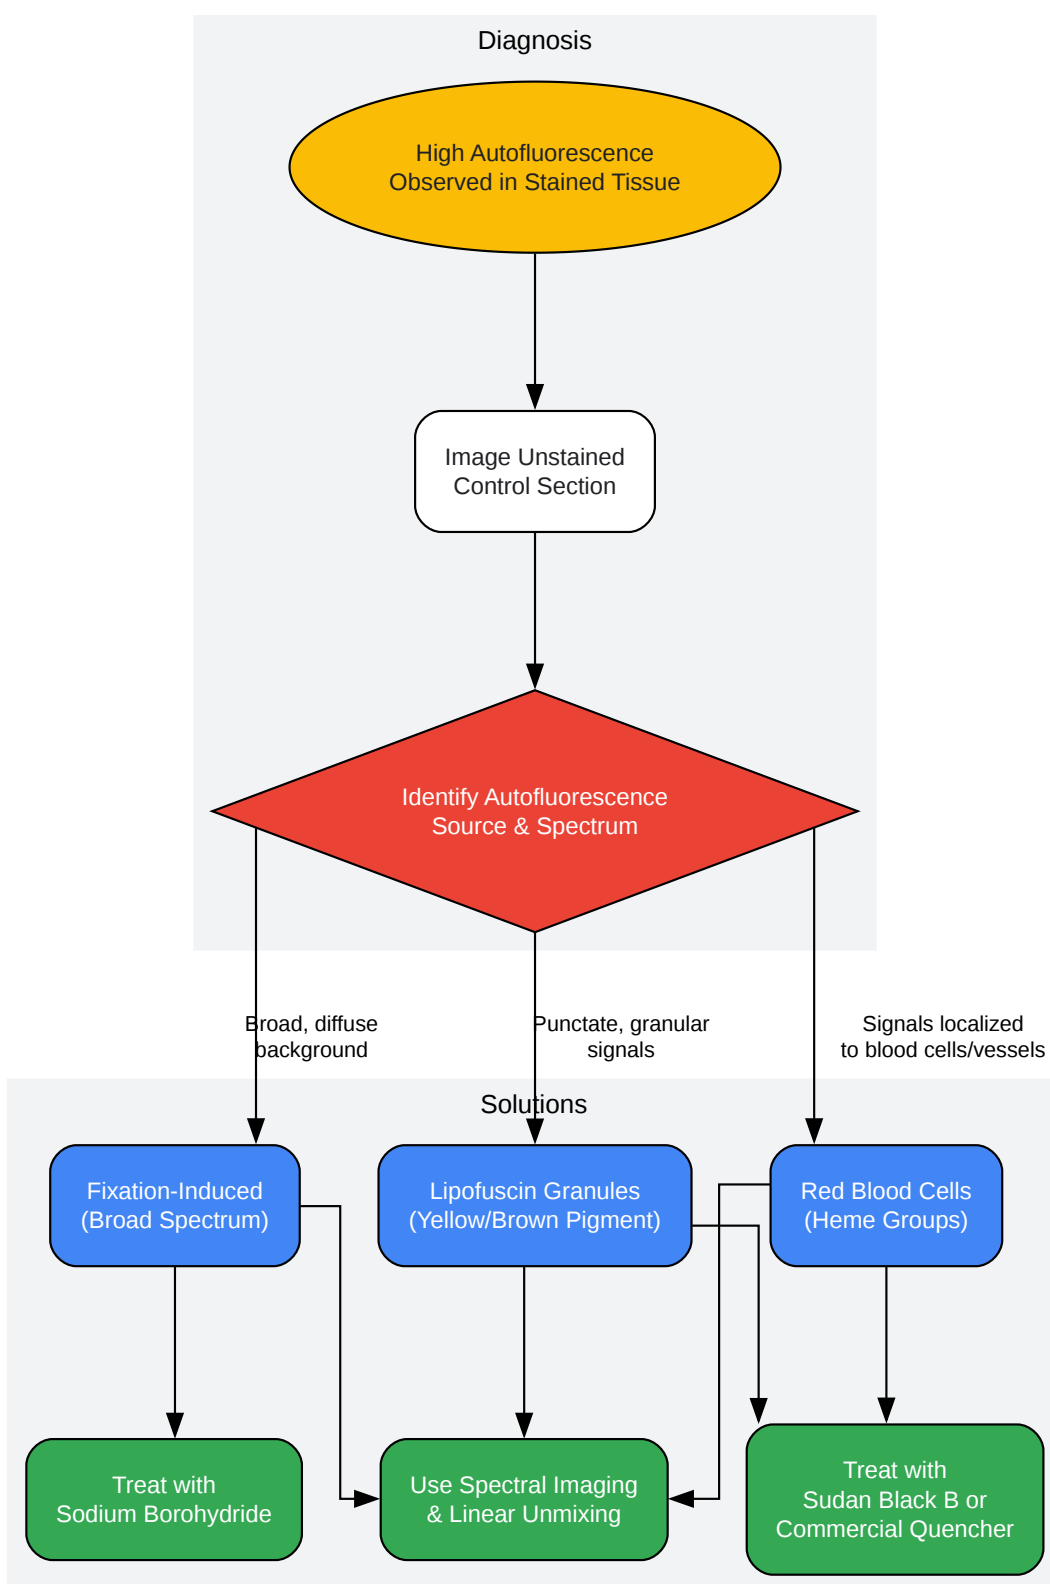 Diagnosis
High Autofluorescence
Observed in Stained Tissue
Image Unstained
Control Section
Identify Autofluorescence
Source & Spectrum
Broad, diffuse
background
Punctate, granular
signals
Signals localized
to blood cells/vessels
Solutions
Fixation-Induced
(Broad Spectrum)
Lipofuscin Granules
(Yellow/Brown Pigment)
Red Blood Cells
(Heme Groups)
Treat with
Sodium Borohydride
Use Spectral Imaging
& Linear Unmixing
Treat with
Sudan Black B or
Commercial Quencher